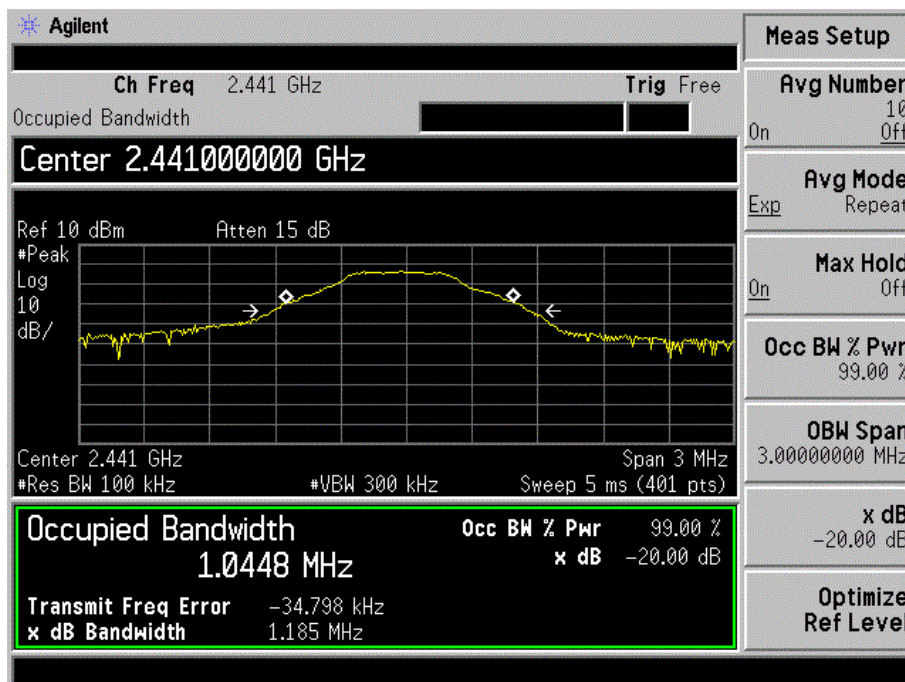 Agilent
Meas Setup
Ch Freq 2.441 GHz Trig Free
Occupied Bandwidth
Center 2.441000000 GHz
Ref 10 dBm Atten 15 dB
#Peak
Log
10
dB/
Center 2.441 GHz Span 3 MHz
#Res BW 100 kHz #VBW 300 kHz Sweep 5 ms (401 pts)
Occupied Bandwidth Occ BW % Pwr 99.00 %
1.0448 MHz x dB -20.00 dB
Transmit Freq Error -34.798 kHz
x dB Bandwidth 1.185 MHz
Avg Number
10
On Off
Avg Mode
Exp Repeat
Max Hold
On Off
Occ BW % Pwr
99.00 %
OBW Span
3.00000000 MHz
x dB
-20.00 dB
Optimize
Ref Level